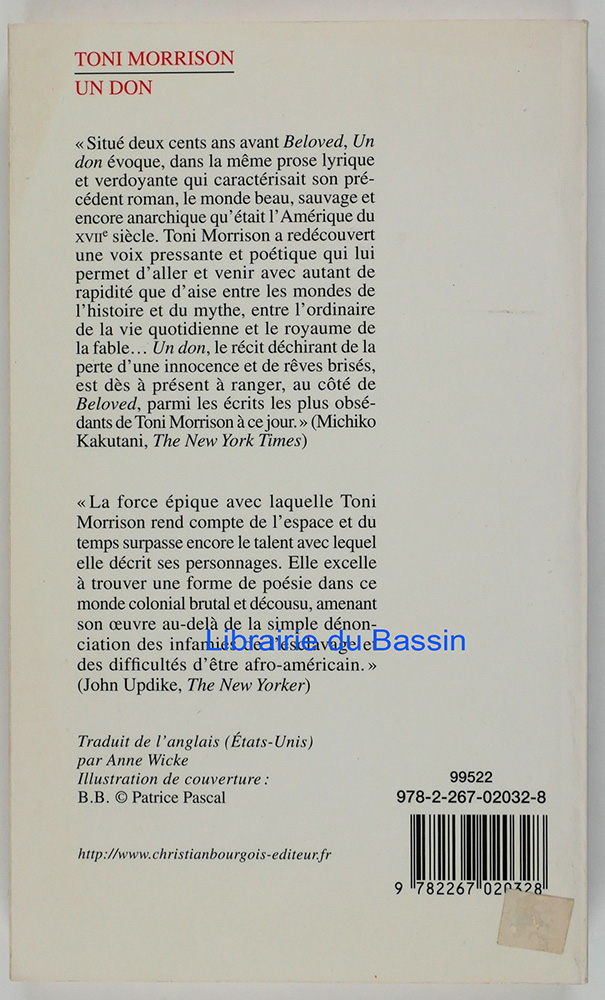 TONI MORRISON
UN DON
« Situé deux cents ans avant Beloved, Un
don évoque, dans la même prose lyrique
et verdoyante qui caractérisait son pré-
cédent roman, le monde beau, sauvage et
encore anarchique qu’était l’Amérique du
XVIIe siècle. Toni Morrison a redécouvert
une voix pressante et poétique qui lui
permet d’aller et venir avec autant de
rapidité que d’aise entre les mondes de
l’histoire et du mythe, entre l’ordinaire
de la vie quotidienne et le royaume de
la fable… Un don, le récit déchirant de la
perte d’une innocence et de rêves brisés,
est dès à présent à ranger, au côté de
Beloved, parmi les écrits les plus obsé-
dants de Toni Morrison à ce jour. » (Michiko
Kakutani, The New York Times)
« La force épique avec laquelle Toni
Morrison rend compte de l’espace et du
temps surpasse encore le talent avec lequel
elle décrit ses personnages. Elle excelle
à trouver une forme de poésie dans ce
monde colonial brutal et décousu, amenant
son œuvre au-delà de la simple dénon-
ciation des infamies de l’esclavage et
Librairie du Bassin
des difficultés d’être afro-américain. »
(John Updike, The New Yorker)
Traduit de l’anglais (États-Unis)
par Anne Wicke
Illustration de couverture :
B.B. © Patrice Pascal
http://www.christianbourgois-editeur.fr
99522
978-2-267-02032-8
9 782267 020328